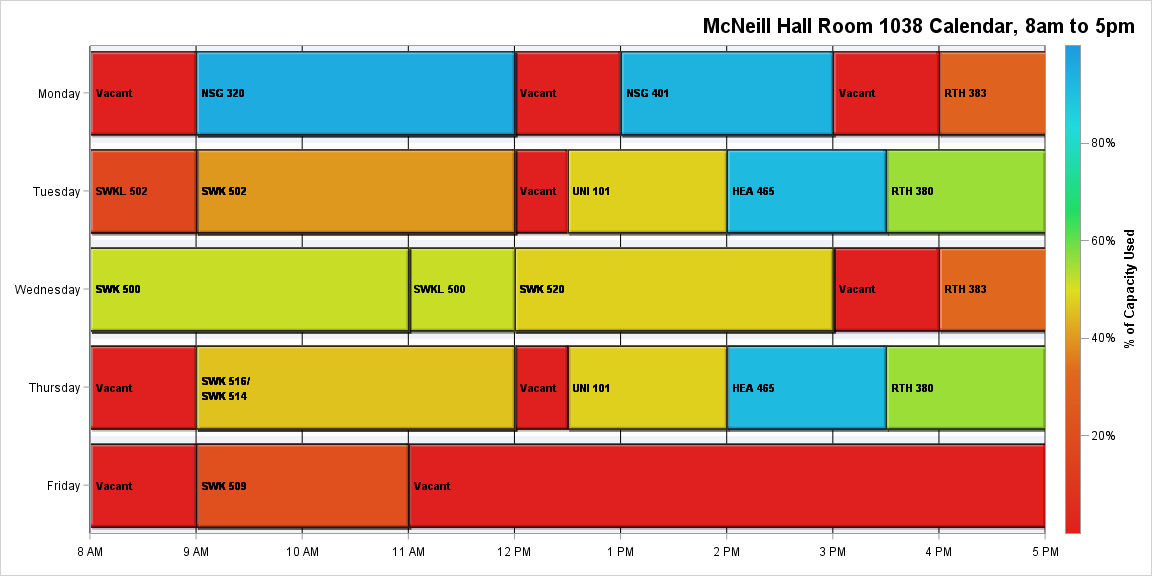 McNeill Hall Room 1038 Calendar, 8am to 5pm
Monday
Vacant
NSG 320
Vacant
NSG 401
Vacant
RTH 383
Tuesday
SWKL 502
SWK 502
Vacant
UNI 101
HEA 465
RTH 380
Wednesday
SWK 500
SWKL 500
SWK 520
Vacant
RTH 383
Thursday
Vacant
SWK 516/
SWK 514
Vacant
UNI 101
HEA 465
RTH 380
Friday
Vacant
SWK 509
Vacant
8 AM
9 AM
10 AM
11 AM
12 PM
1 PM
2 PM
3 PM
4 PM
5 PM
80%
60%
40%
20%
% of Capacity Used